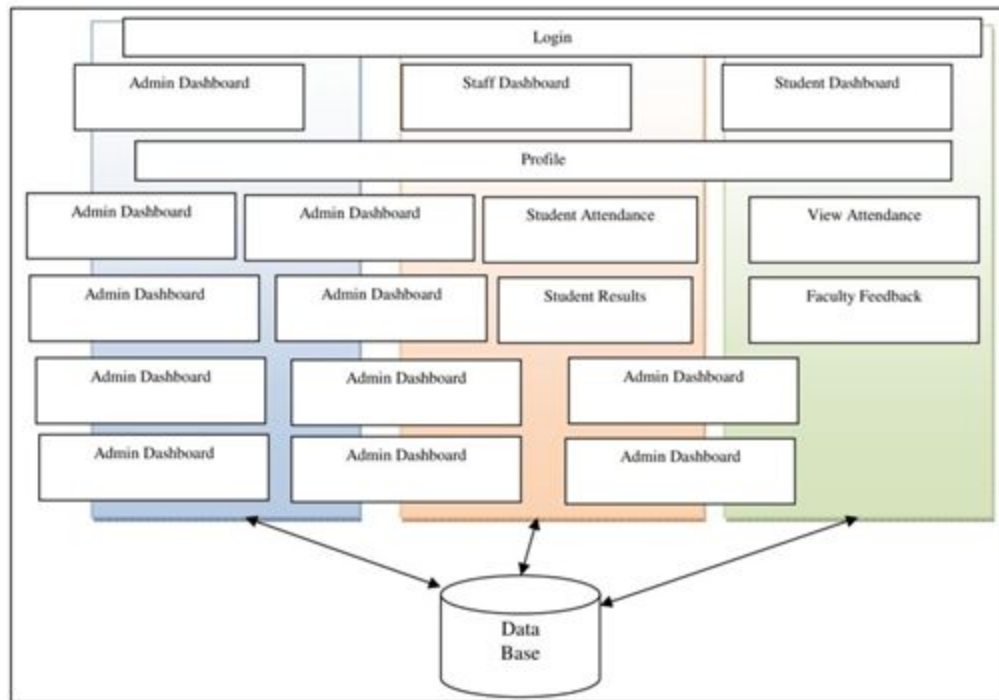 Login
Admin Dashboard
Staff Dashboard
Student Dashboard
Profile
Admin Dashboard
Admin Dashboard
Student Attendance
View Attendance
Admin Dashboard
Admin Dashboard
Student Results
Faculty Feedback
Admin Dashboard
Admin Dashboard
Admin Dashboard
Admin Dashboard
Admin Dashboard
Admin Dashboard
Data
Base